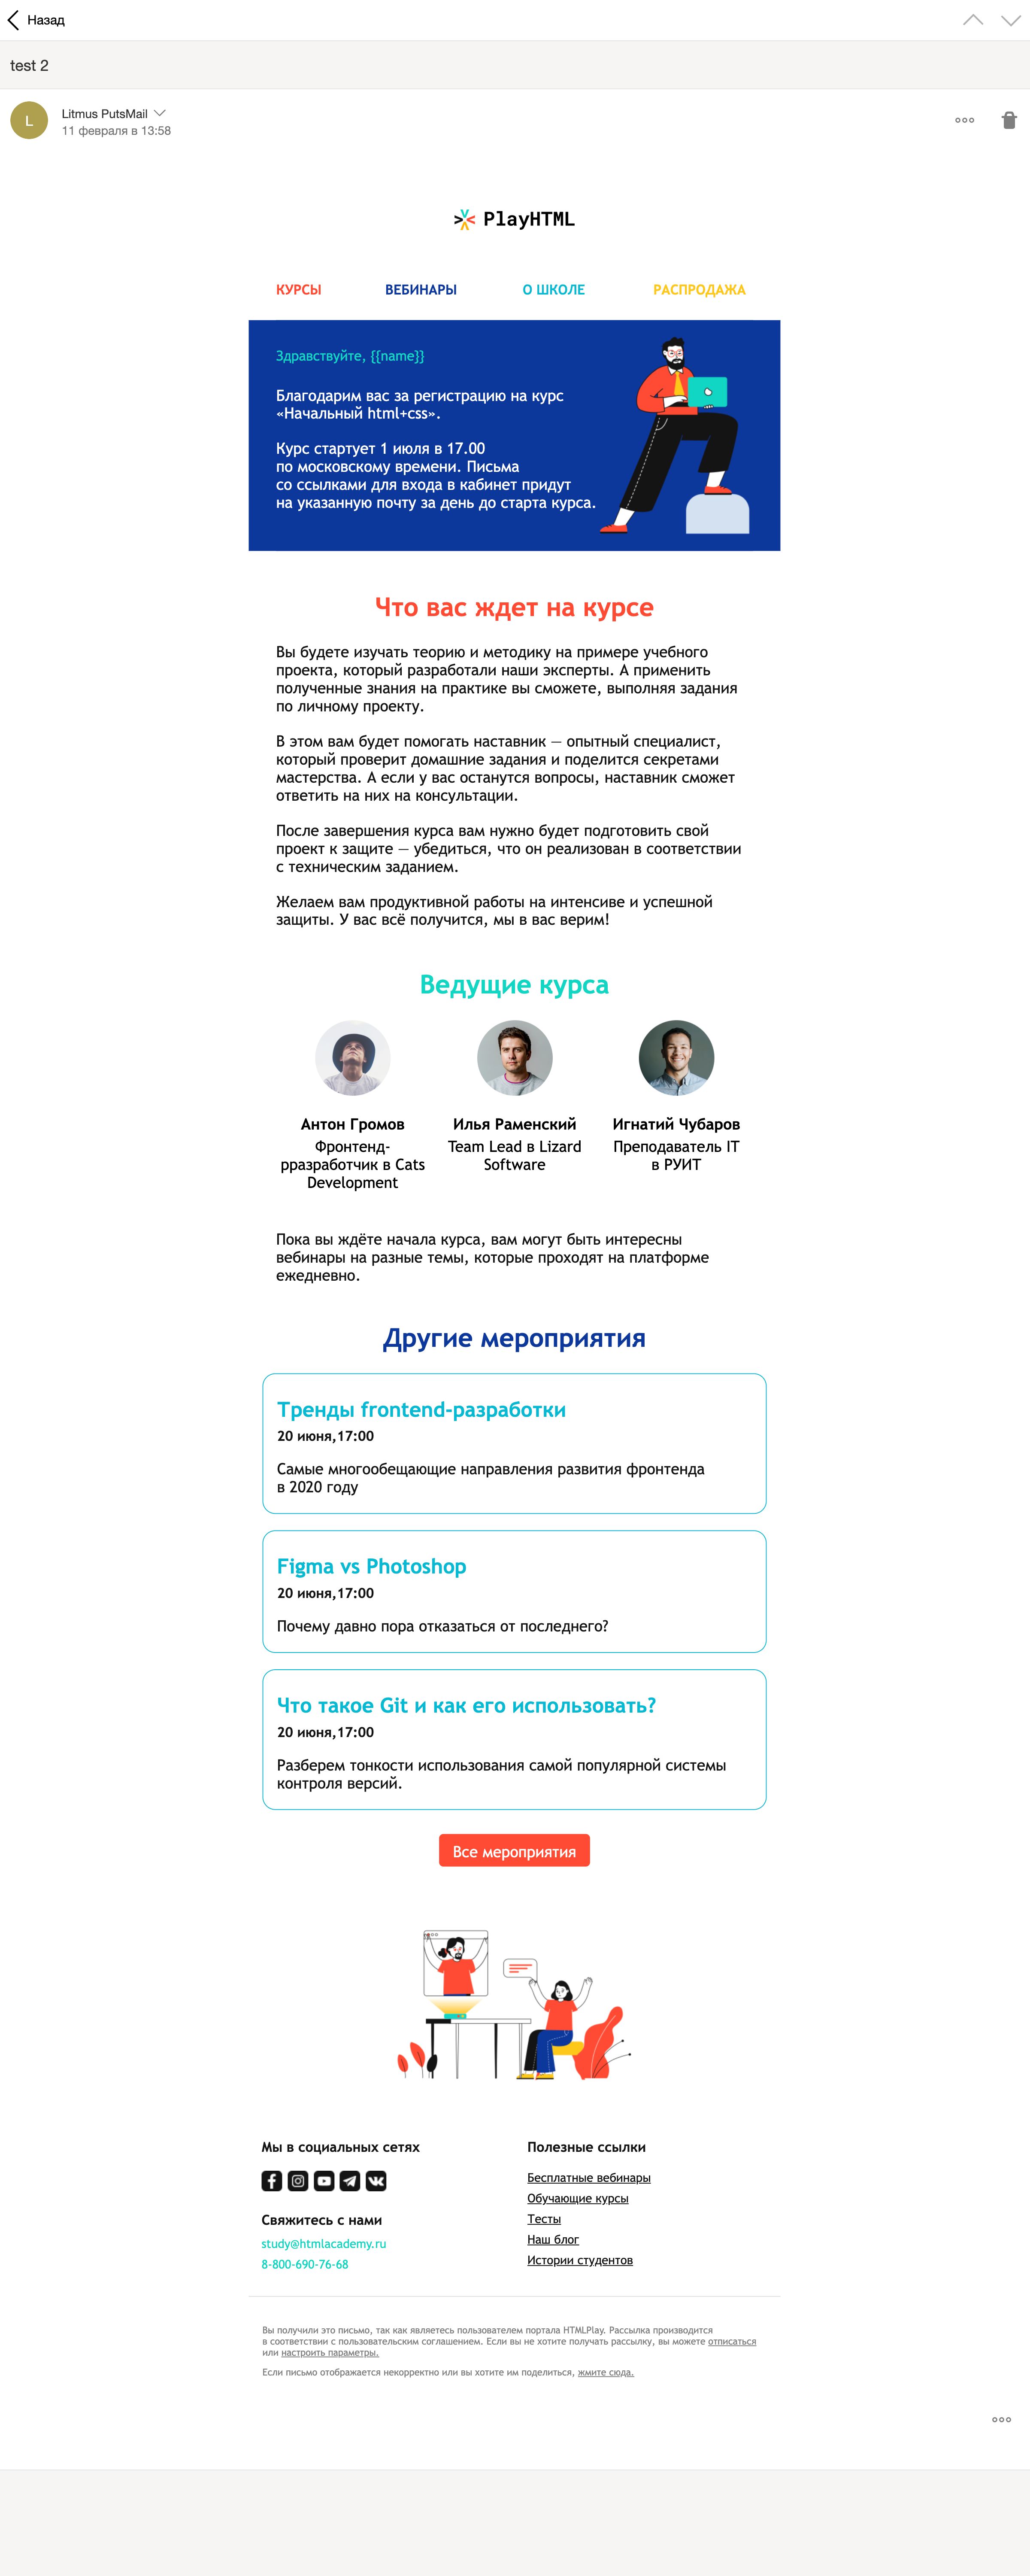 Назад
test 2
L
Litmus PutsMail
11 февраля в 13:58
PlayHTML
КУРСЫ ВЕБИНАРЫ О ШКОЛЕ РАСПРОДАЖА
Здравствуйте, {{name}}
Благодарим вас за регистрацию на курс
«Начальный html+css».
Курс стартует 1 июля в 17.00
по московскому времени. Письма
со ссылками для входа в кабинет придут
на указанную почту за день до старта курса.
Что вас ждет на курсе
Вы будете изучать теорию и методику на примере учебного
проекта, который разработали наши эксперты. А применить
полученные знания на практике вы сможете, выполняя задания
по личному проекту.
В этом вам будет помогать наставник — опытный специалист,
который проверит домашние задания и поделится секретами
мастерства. А если у вас останутся вопросы, наставник сможет
ответить на них на консультации.
После завершения курса вам нужно будет подготовить свой
проект к защите — убедиться, что он реализован в соответствии
с техническим заданием.
Желаем вам продуктивной работы на интенсиве и успешной
защиты. У вас всё получится, мы в вас верим!
Ведущие курса
Антон Громов
Фронтенд-
рразработчик в Cats
Development
Илья Раменский
Team Lead в Lizard
Software
Игнатий Чубаров
Преподаватель IT
в РУИТ
Пока вы ждёте начала курса, вам могут быть интересны
вебинары на разные темы, которые проходят на платформе
ежедневно.
Другие мероприятия
Тренды frontend-разработки
20 июня,17:00
Самые многообещающие направления развития фронтенда
в 2020 году
Figma vs Photoshop
20 июня,17:00
Почему давно пора отказаться от последнего?
Что такое Git и как его использовать?
20 июня,17:00
Разберем тонкости использования самой популярной системы
контроля версий.
Все мероприятия
Мы в социальных сетях
Свяжитесь с нами
study@htmlacademy.ru
8-800-690-76-68
Полезные ссылки
Бесплатные вебинары
Обучающие курсы
Тесты
Наш блог
Истории студентов
Вы получили это письмо, так как являетесь пользователем портала HTMLPlay. Рассылка производится
в соответствии с пользовательским соглашением. Если вы не хотите получать рассылку, вы можете отписаться
или настроить параметры.
Если письмо отображается некорректно или вы хотите им поделиться, жмите сюда.